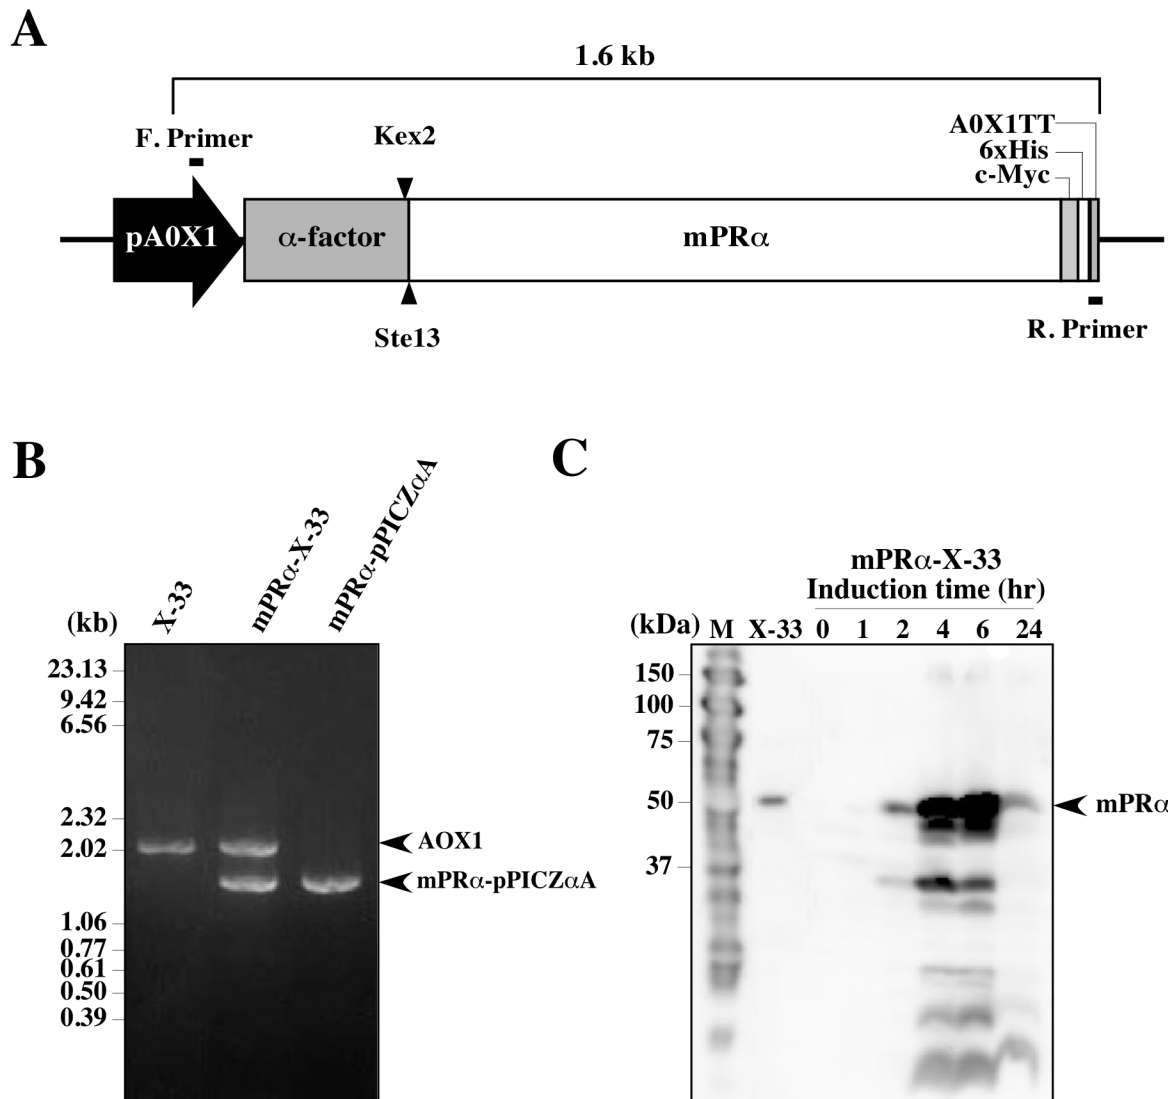 A
1.6 kb
F. Primer
Kex2
A0X1TT
6xHis
c-Myc
pA0X1
α-factor
mPRα
Ste13
R. Primer
B
X-33
mPRα-X-33
mPRα-pPICZαA
(kb)
23.13
9.42
6.56
2.32
2.02
1.06
0.77
0.61
0.50
0.39
AOX1
mPRα-pPICZαA
C
mPRα-X-33
Induction time (hr)
(kDa) M X-33 0 1 2 4 6 24
150
100
75
50
37
mPRα